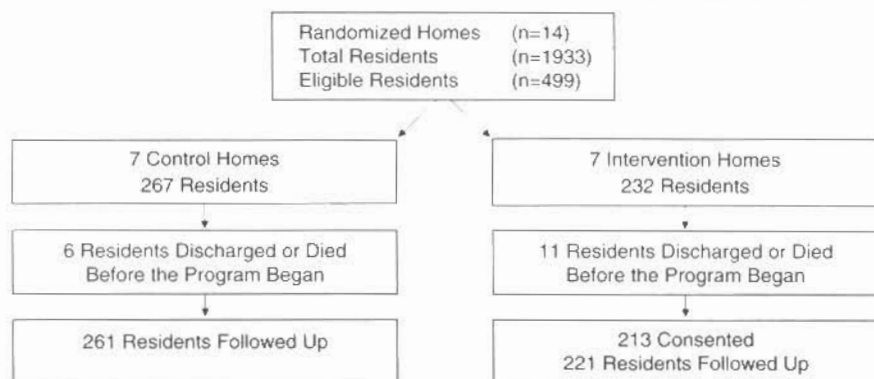 Randomized Homes (n=14)
Total Residents (n=1933)
Eligible Residents (n=499)
7 Control Homes
267 Residents
7 Intervention Homes
232 Residents
6 Residents Discharged or Died
Before the Program Began
11 Residents Discharged or Died
Before the Program Began
261 Residents Followed Up
213 Consented
221 Residents Followed Up